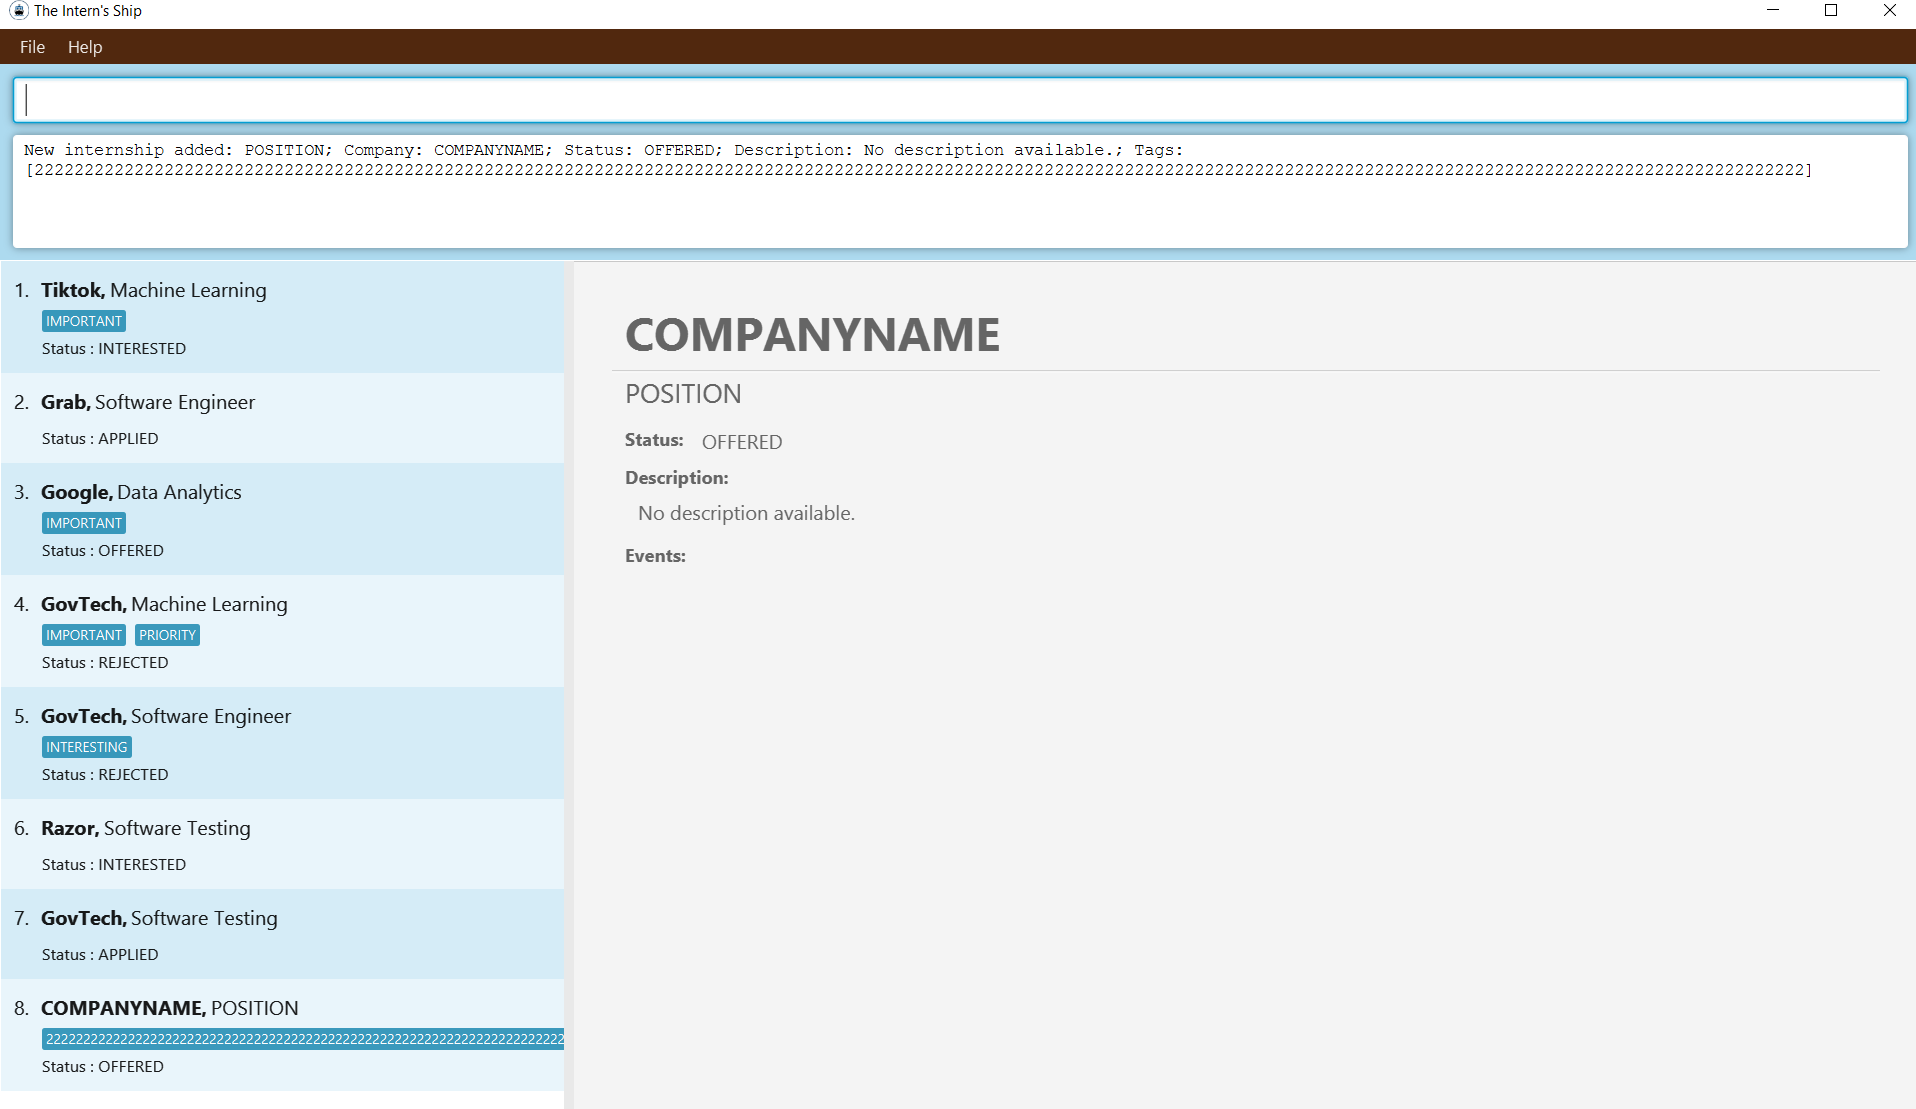 The Intern's Ship
File Help
New internship added: POSITION; Company: COMPANYNAME; Status: OFFERED; Description: No description available.; Tags:
1. Tiktok, Machine Learning
IMPORTANT
Status : INTERESTED
2. Grab, Software Engineer
Status : APPLIED
3. Google, Data Analytics
IMPORTANT
Status : OFFERED
4. GovTech, Machine Learning
IMPORTANT PRIORITY
Status : REJECTED
5. GovTech, Software Engineer
INTERESTING
Status : REJECTED
6. Razor, Software Testing
Status : INTERESTED
7. GovTech, Software Testing
Status : APPLIED
8. COMPANYNAME, POSITION
Status : OFFERED
COMPANYNAME
POSITION
Status: OFFERED
Description:
No description available.
Events: